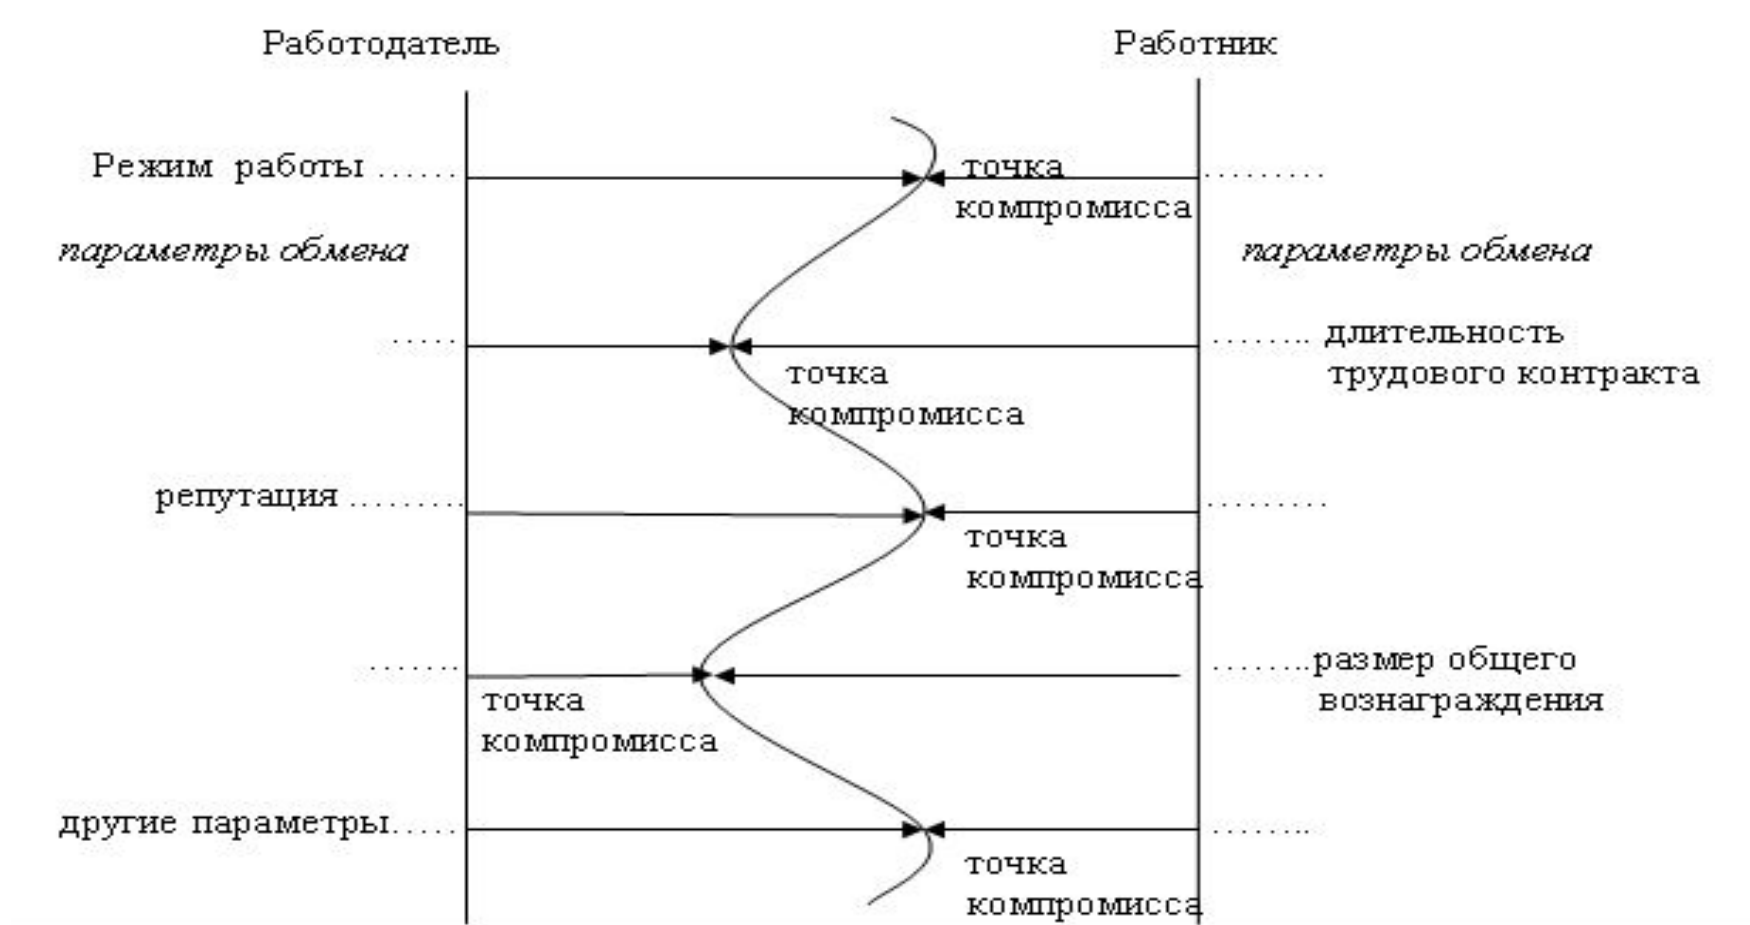 Работодатель
Работник
Режим работы ......
точка
.........
компромисса
параметры обмена
параметры обмена
.....
........ длительность
трудового контракта
точка
компромисса
репутация ........
.........
точка
компромисса
.......
.......размер общего
вознаграждения
точка
компромисса
другие параметры.....
........
точка
компромисса